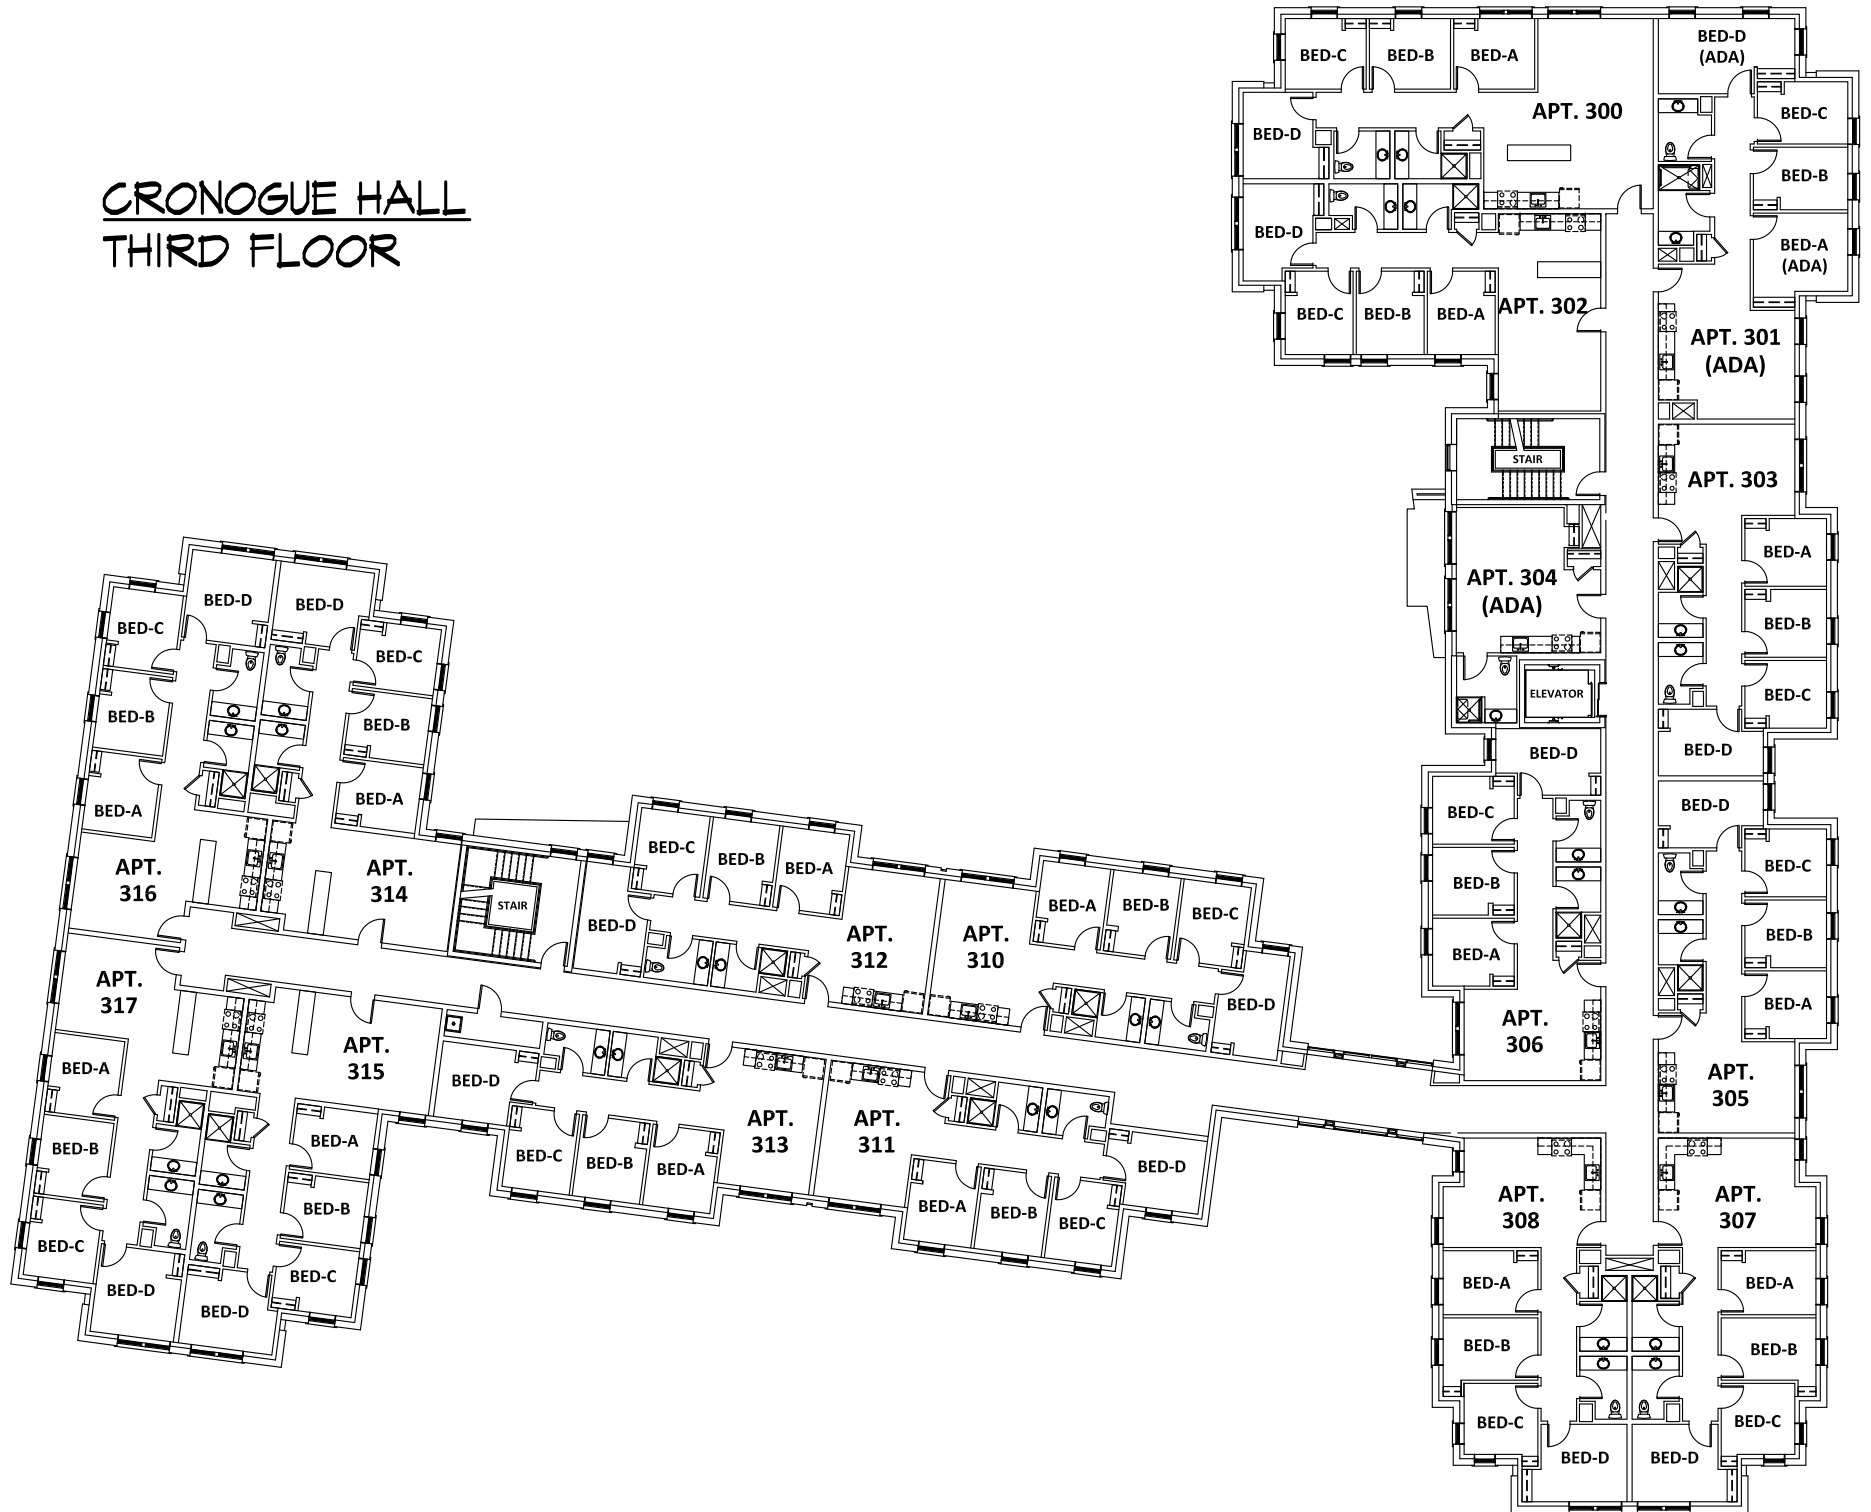 CRONOGUE HALL
THIRD FLOOR
BED-C
BED-B
BED-A
BED-D
APT. 300
BED-D
(ADA)
BED-C
BED-B
BED-A
(ADA)
APT. 301
(ADA)
BED-D
BED-C
BED-B
BED-A
APT. 302
STAIR
APT. 303
BED-A
BED-B
BED-C
BED-D
APT. 304
(ADA)
ELEVATOR
BED-D
BED-C
BED-B
BED-A
APT.
306
BED-D
BED-C
BED-B
BED-A
APT.
305
APT.
308
BED-A
BED-B
BED-C
BED-D
APT.
307
BED-A
BED-B
BED-C
BED-D
BED-D
BED-C
BED-B
BED-A
APT.
316
BED-D
BED-C
BED-B
BED-A
APT.
314
STAIR
BED-C
BED-B
BED-A
BED-D
APT.
312
APT.
310
BED-A
BED-B
BED-C
BED-D
APT.
317
BED-A
BED-B
BED-C
BED-D
APT.
315
BED-A
BED-B
BED-C
BED-D
BED-D
BED-C
BED-B
BED-A
APT.
313
APT.
311
BED-A
BED-B
BED-C
BED-D